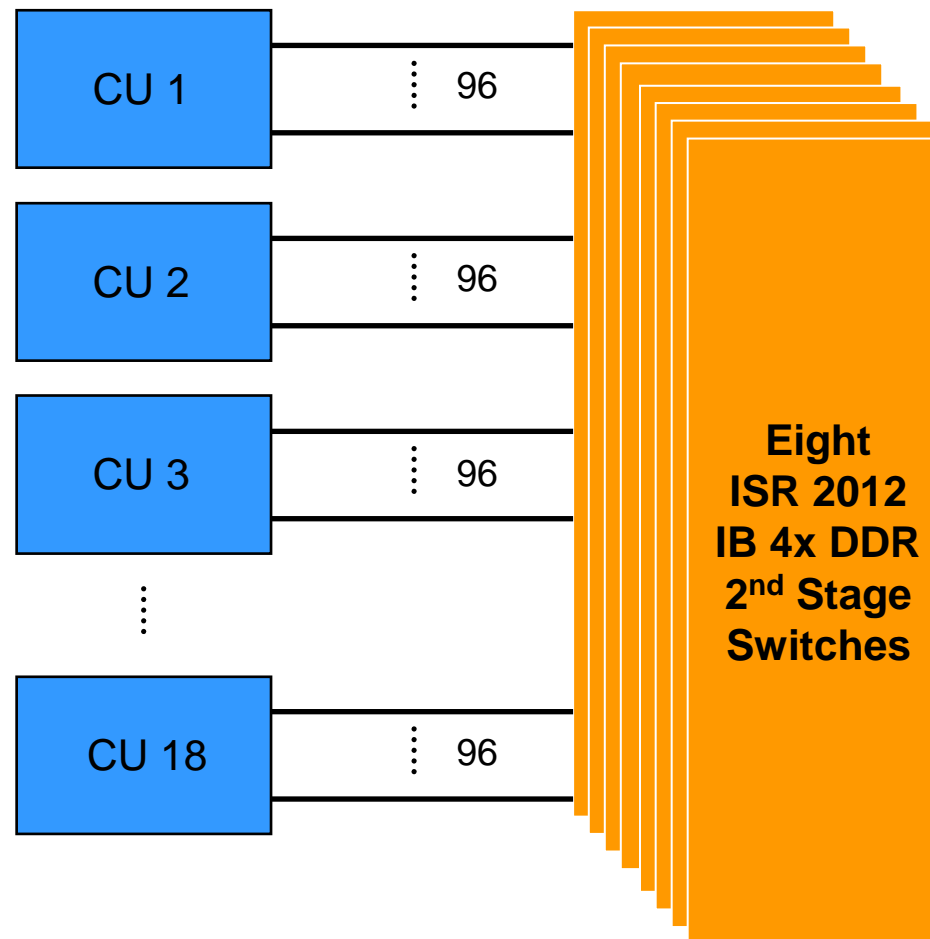 CU 1
96
CU 2
96
CU 3
96
CU 18
96
Eight
ISR 2012
IB 4x DDR
2nd Stage
Switches